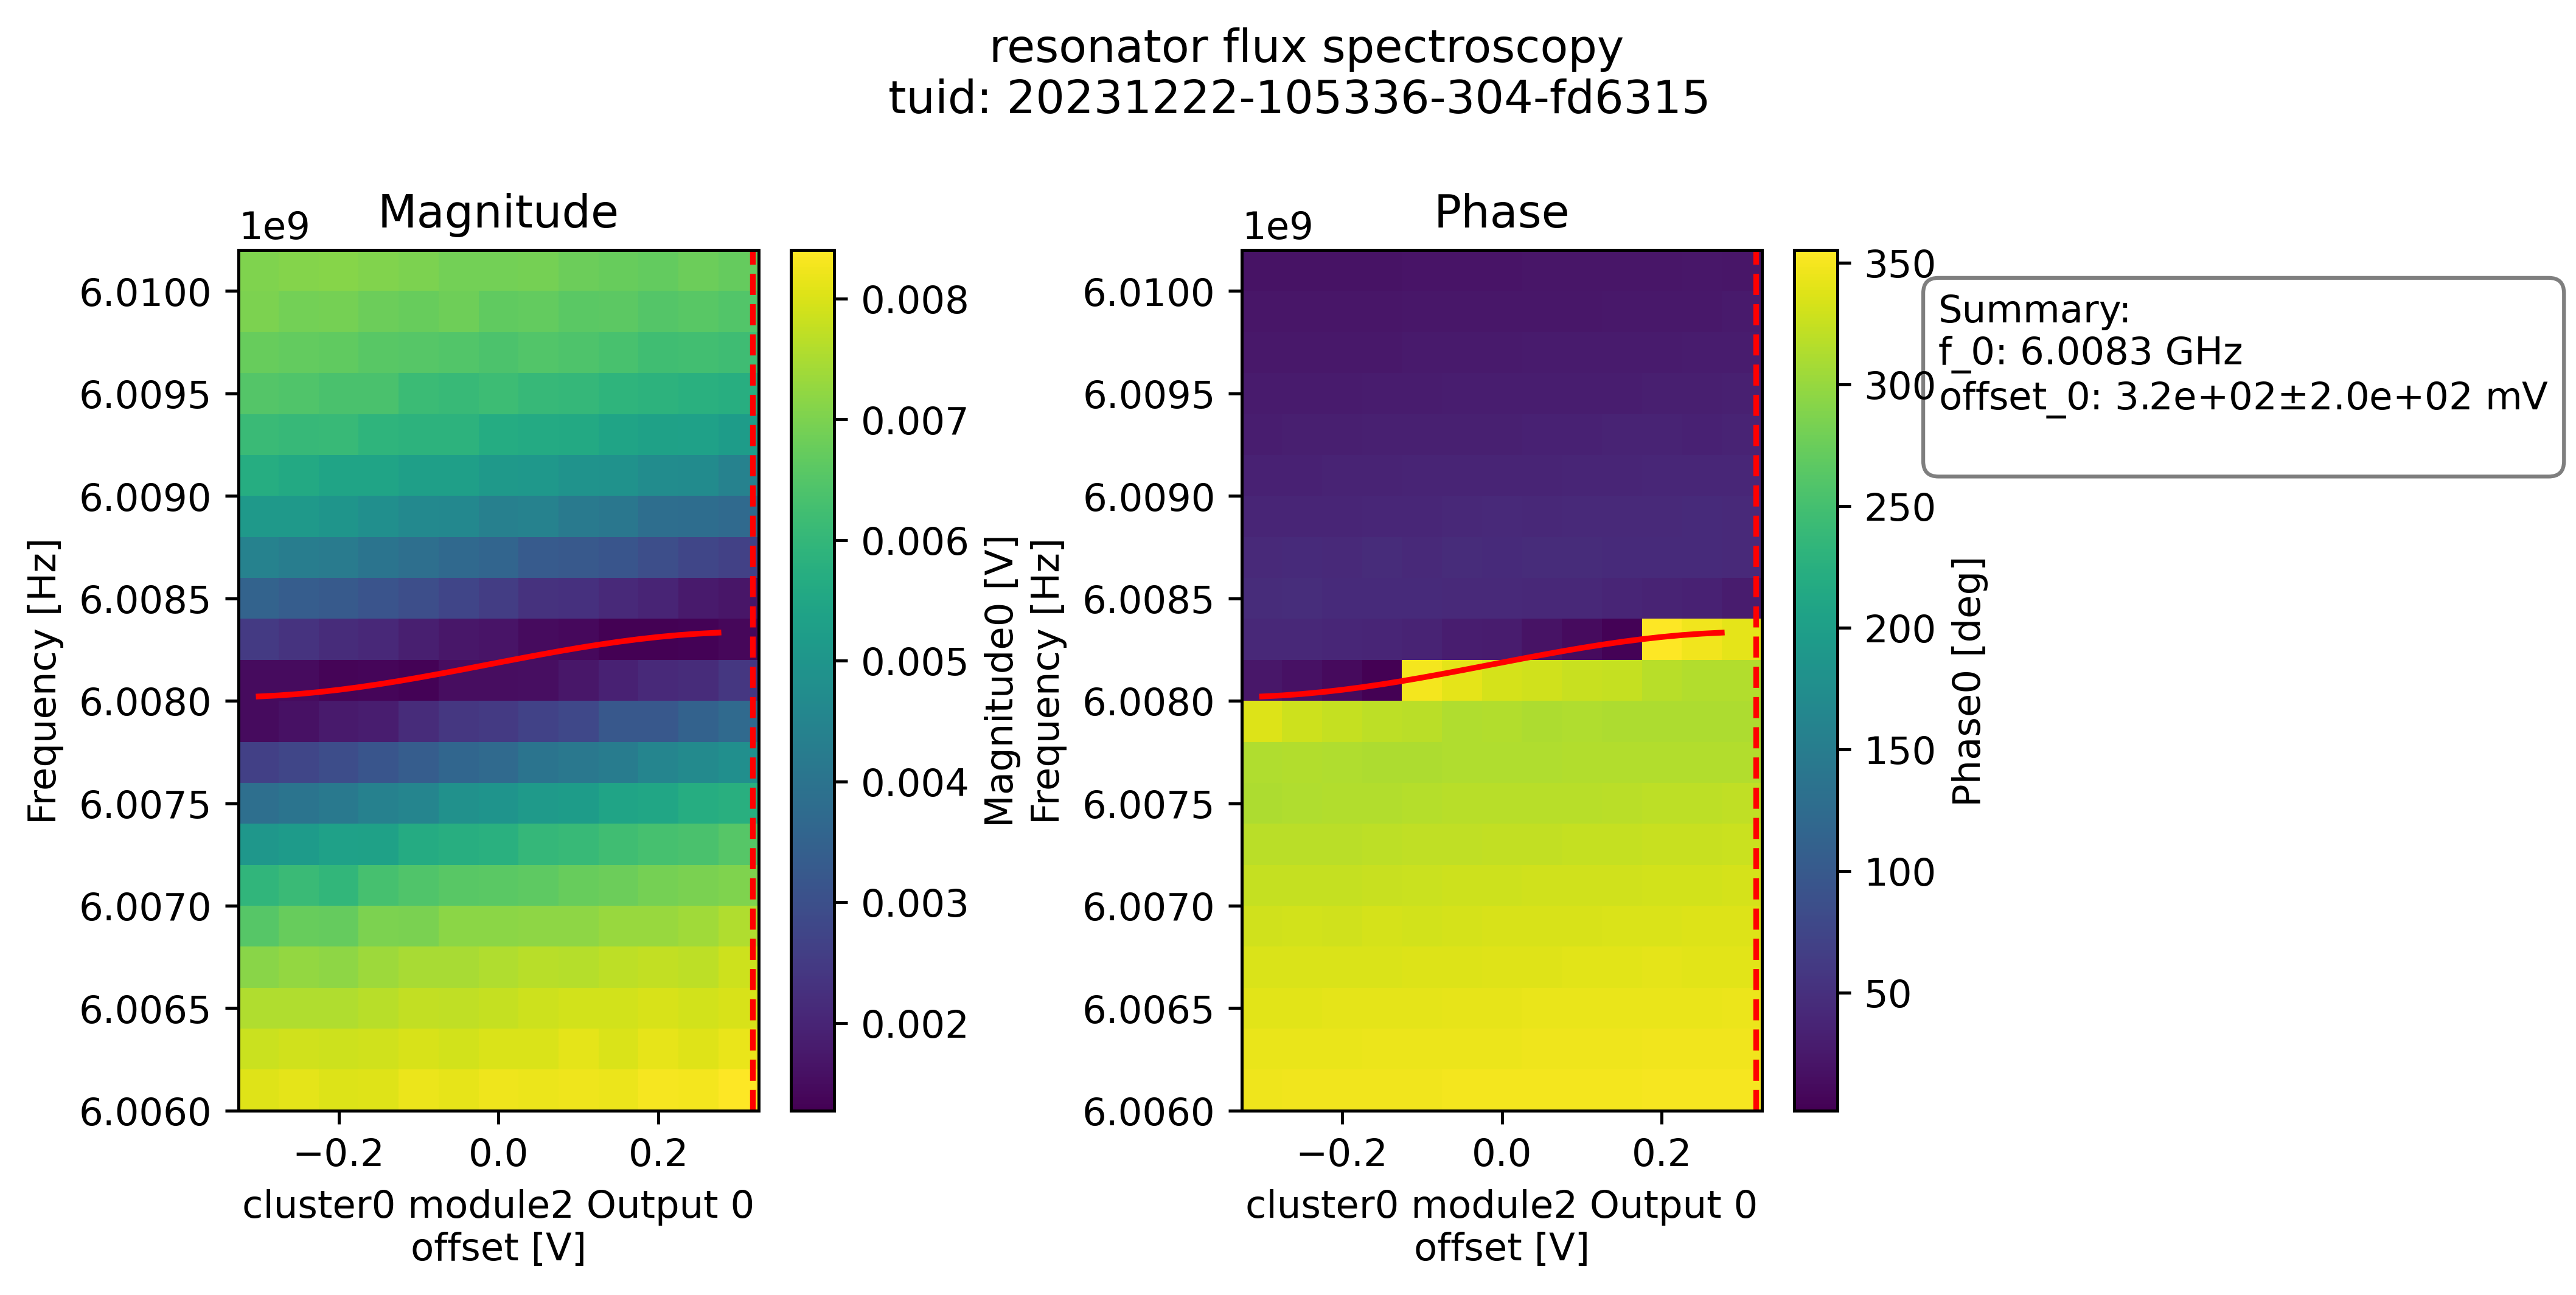 resonator flux spectroscopy
tuid: 20231222-105336-304-fd6315
Magnitude
1e9
6.0100
6.0095
6.0090
6.0085
6.0080
6.0075
6.0070
6.0065
6.0060
Frequency [Hz]
−0.2
0.0
0.2
cluster0 module2 Output 0
offset [V]
0.008
0.007
0.006
0.005
0.004
0.003
0.002
Magnitude0 [V]
Phase
1e9
6.0100
6.0095
6.0090
6.0085
6.0080
6.0075
6.0070
6.0065
6.0060
Frequency [Hz]
−0.2
0.0
0.2
cluster0 module2 Output 0
offset [V]
350
300
250
200
150
100
50
Phase0 [deg]
Summary:
f_0: 6.0083 GHz
offset_0: 3.2e+02±2.0e+02 mV